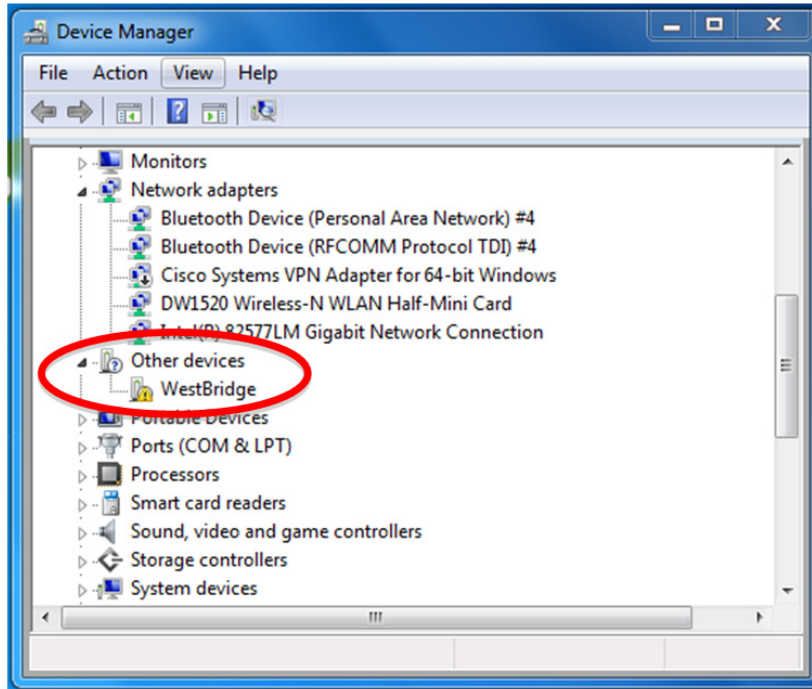 Device Manager
File Action View Help
Monitors
Network adapters
Bluetooth Device (Personal Area Network) #4
Bluetooth Device (RFCOMM Protocol TDI) #4
Cisco Systems VPN Adapter for 64-bit Windows
DW1520 Wireless-N WLAN Half-Mini Card
Intel(R) 82577LM Gigabit Network Connection
Other devices
WestBridge
Portable Devices
Ports (COM & LPT)
Processors
Smart card readers
Sound, video and game controllers
Storage controllers
System devices